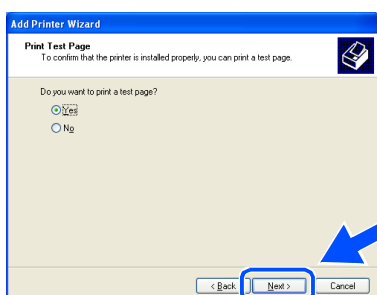 Add Printer Wizard
Print Test Page
To confirm that the printer is installed properly, you can print a test page.
Do you want to print a test page?
Yes
No
< Back Next > Cancel